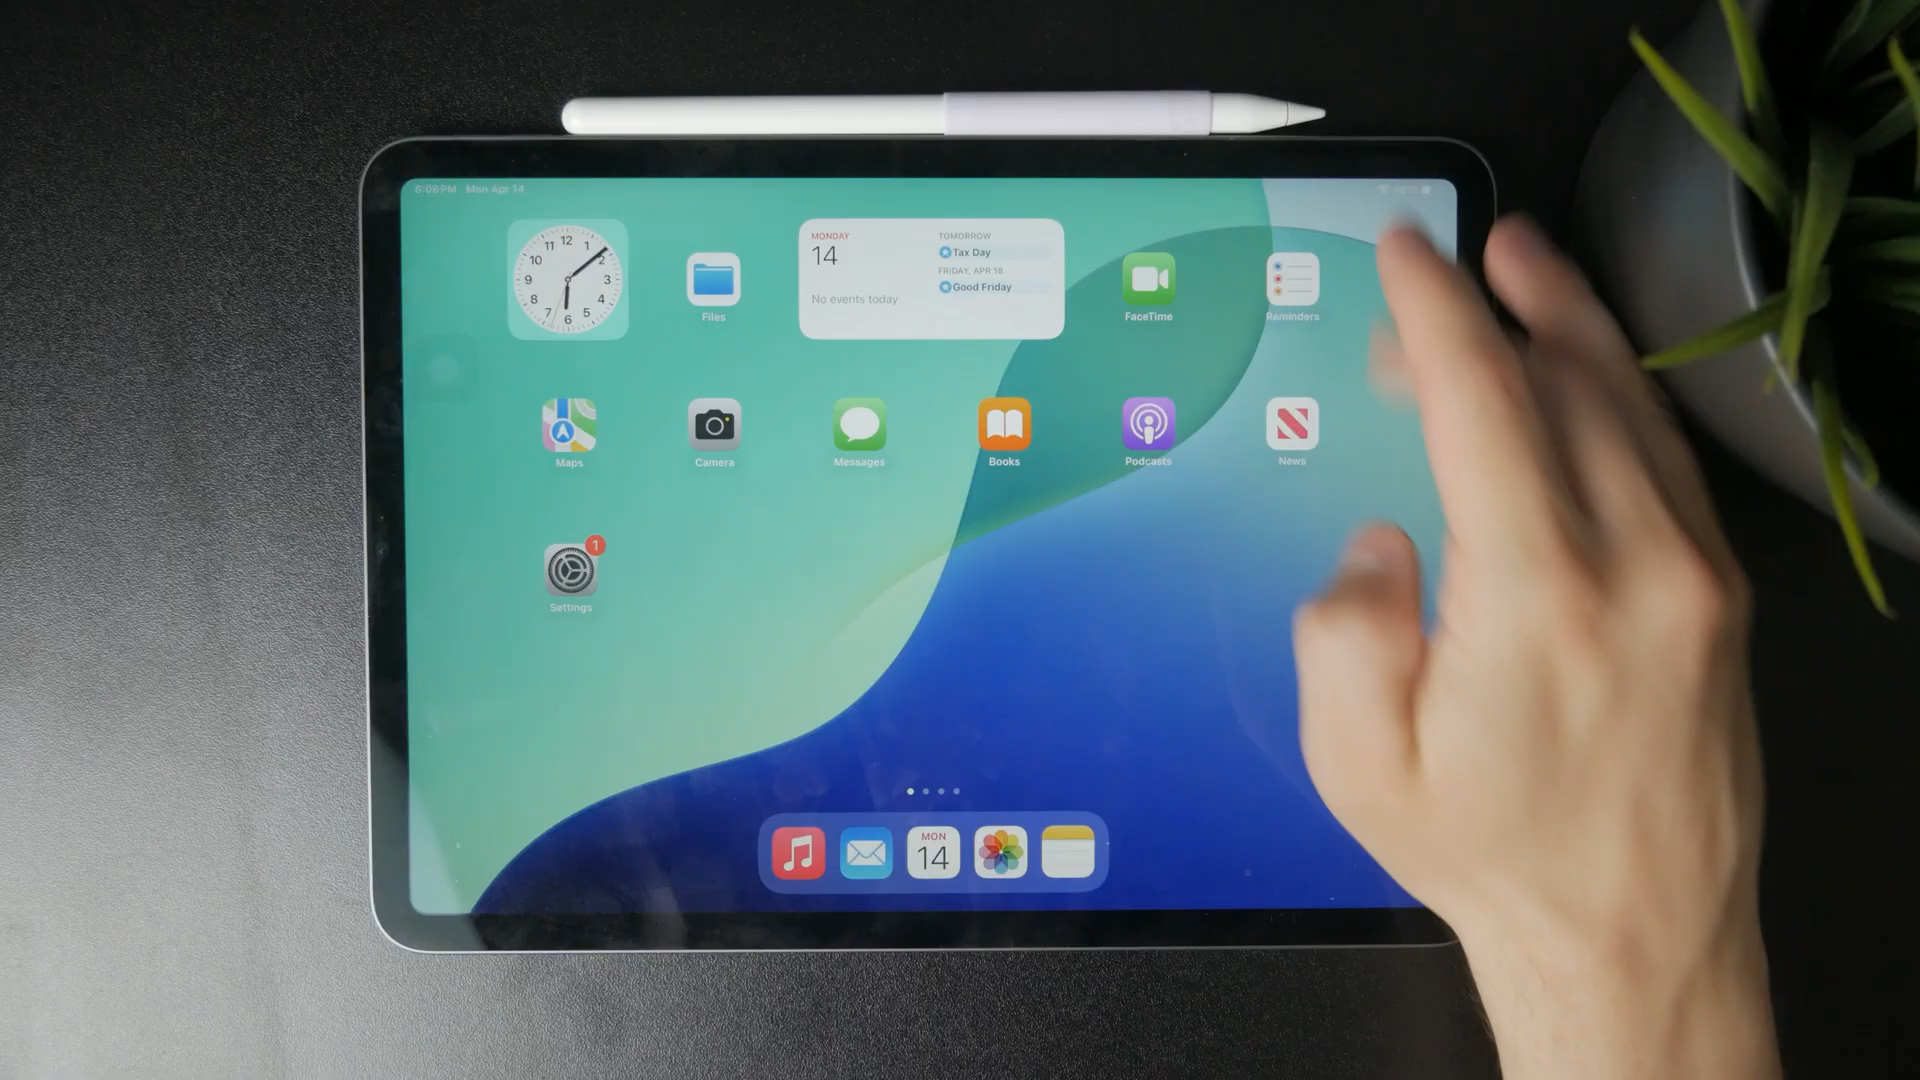 6:08PM Mon Apr 14
12
11 1
10 2
9 3
8 4
7 5
6
Files
MONDAY
14
No events today
TOMORROW
Tax Day
FRIDAY, APR 18
Good Friday
FaceTime
Reminders
Maps
Camera
Messages
Books
Podcasts
News
1
Settings
MON
14